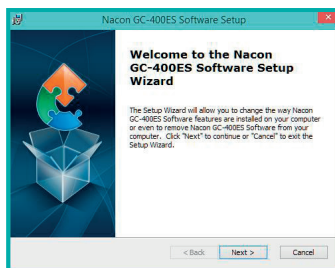 Nacon GC-400ES Software Setup
Welcome to the Nacon
GC-400ES Software Setup
Wizard
The Setup Wizard will allow you to change the way Nacon
GC-400ES Software features are installed on your computer
or even to remove Nacon GC-400ES Software from your
computer. Click "Next" to continue or "Cancel" to exit the
Setup Wizard.
< Back Next > Cancel